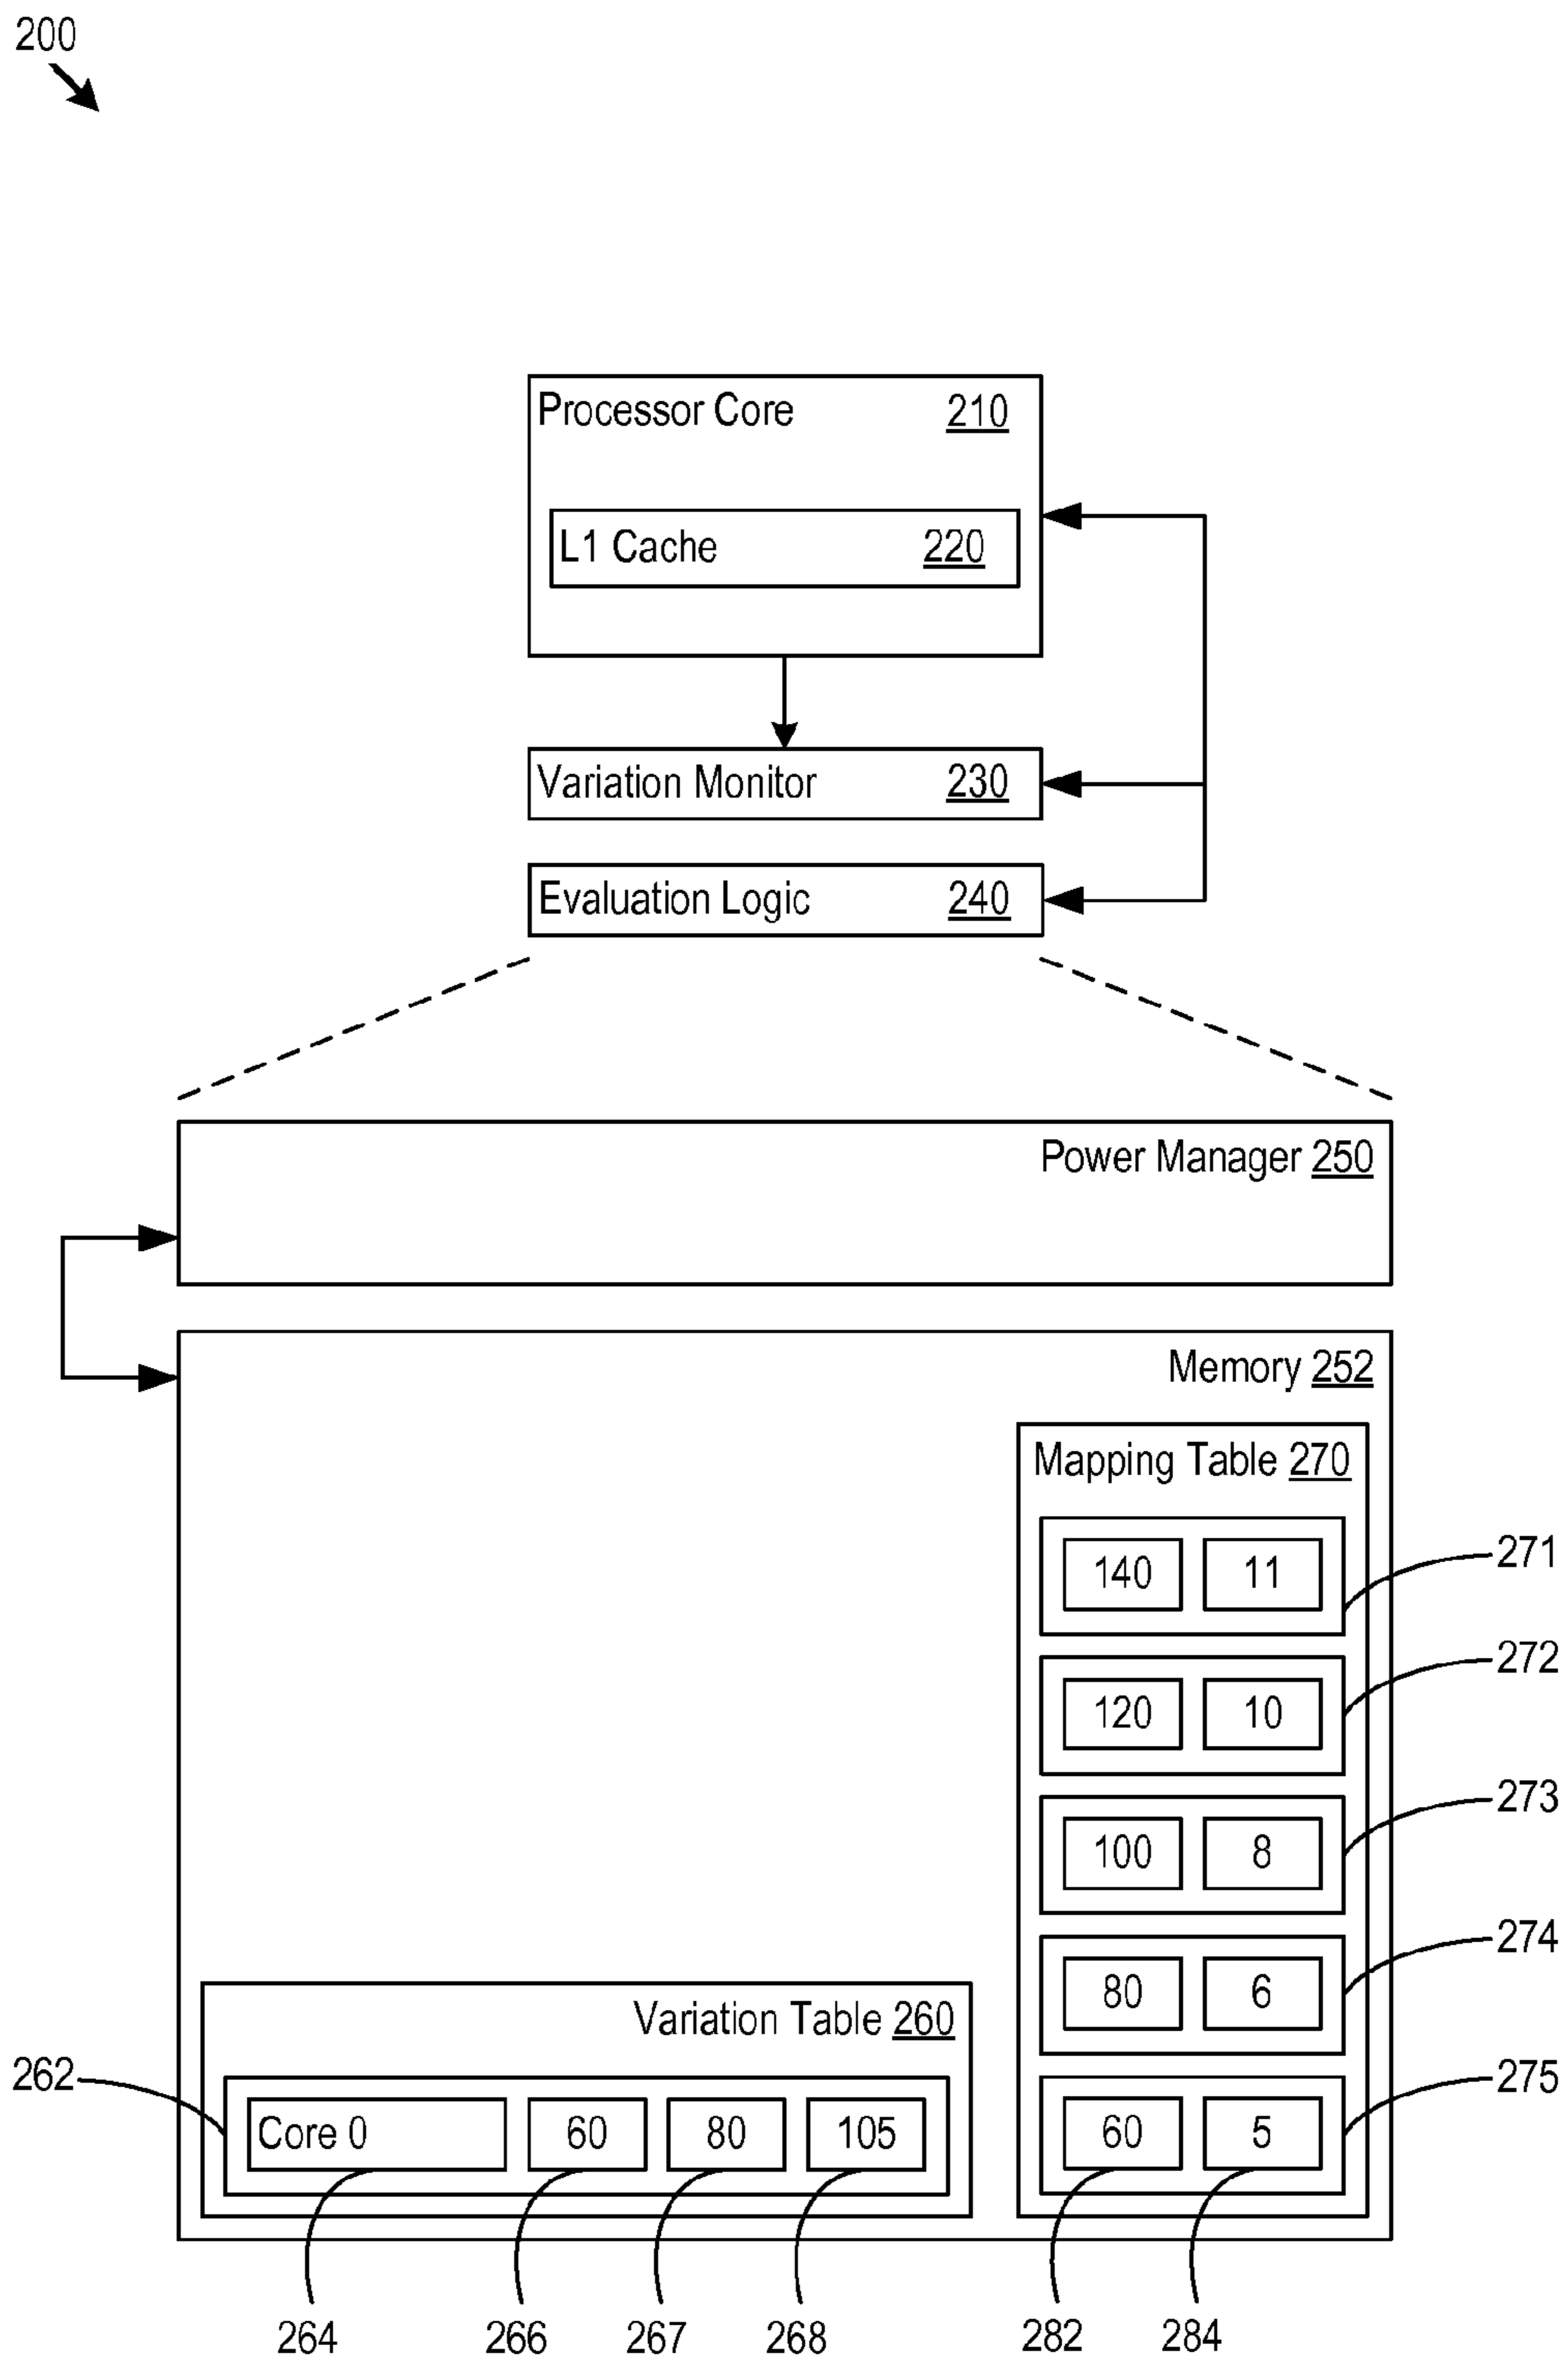 200
Processor Core 210
L1 Cache 220
Variation Monitor 230
Evaluation Logic 240
Power Manager 250
Memory 252
Mapping Table 270
140 11
271
120 10
272
100 8
273
80 6
274
60 5
275
282 284
Variation Table 260
262
Core 0 60 80 105
264 266 267 268